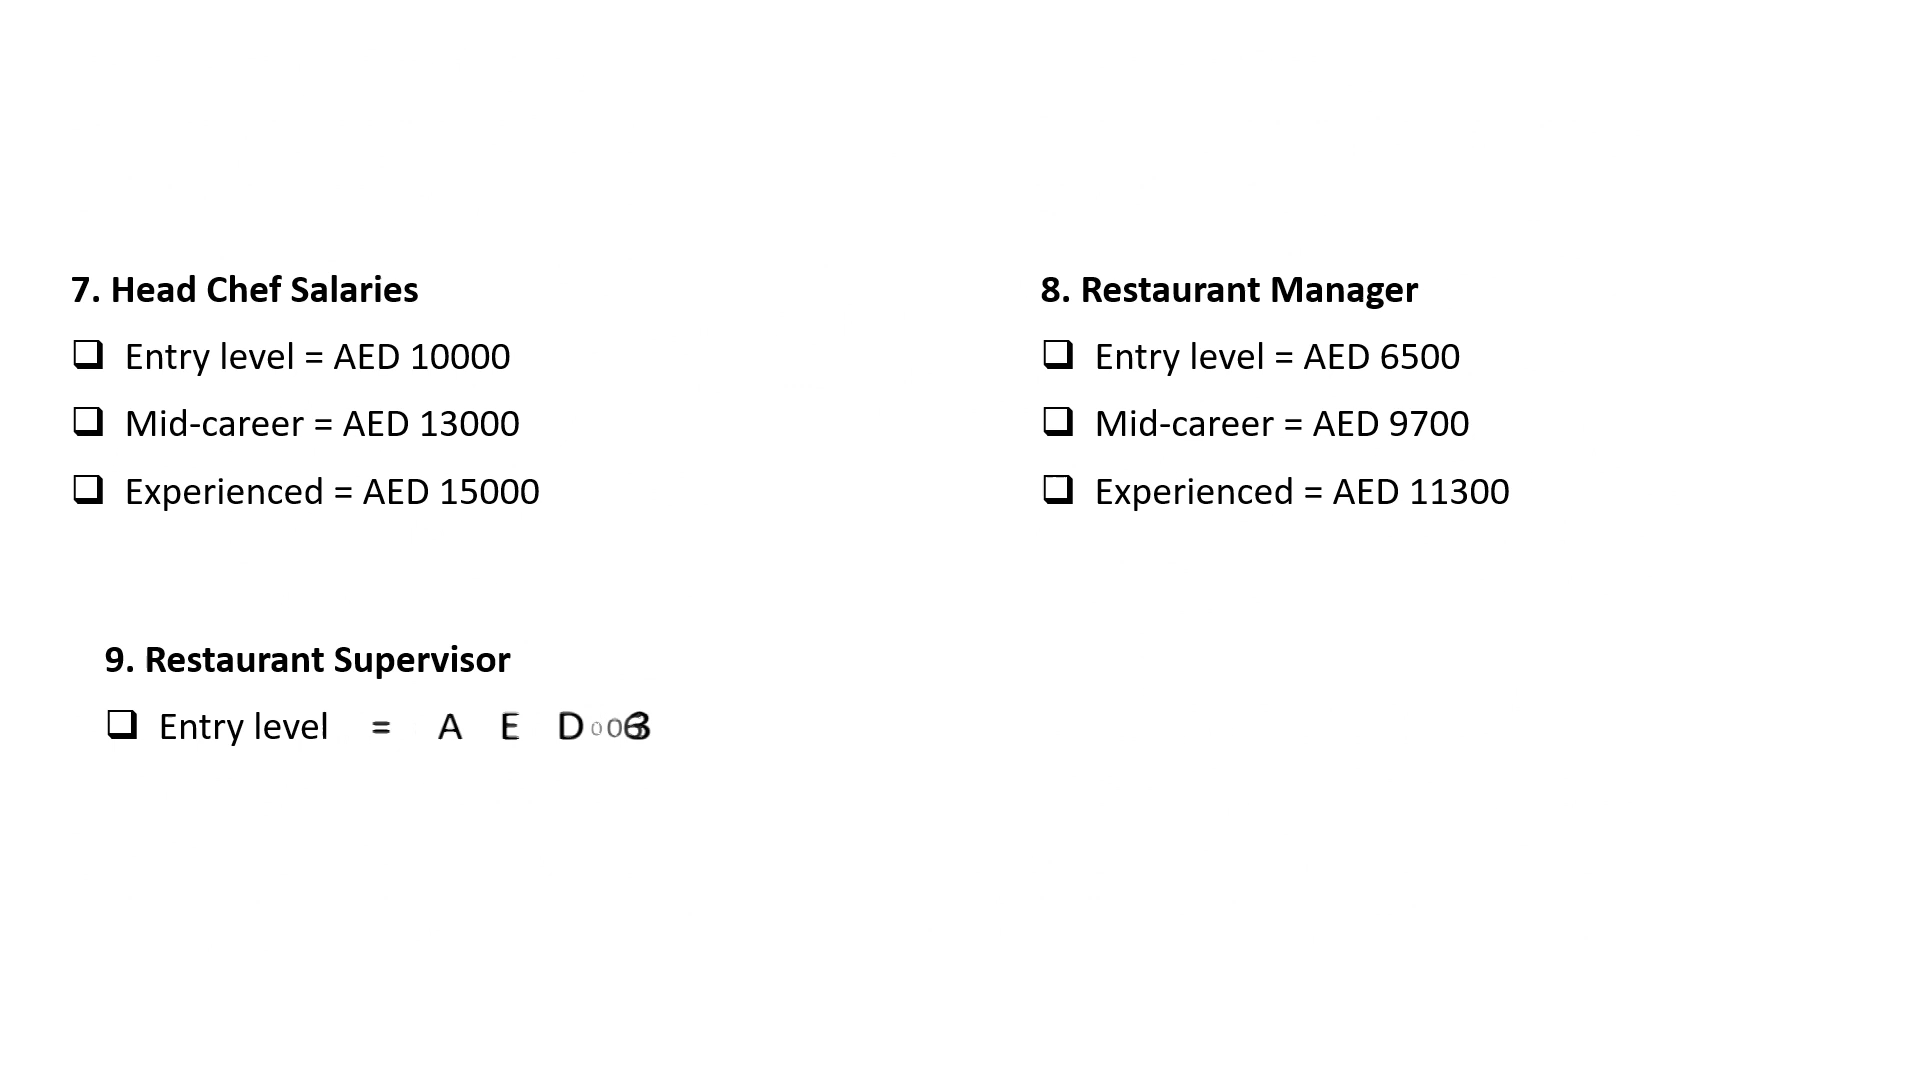 7. Head Chef Salaries
❑ Entry level = AED 10000
❑ Mid-career = AED 13000
❑ Experienced = AED 15000
8. Restaurant Manager
❑ Entry level = AED 6500
❑ Mid-career = AED 9700
❑ Experienced = AED 11300
9. Restaurant Supervisor
❑ Entry level = A E D